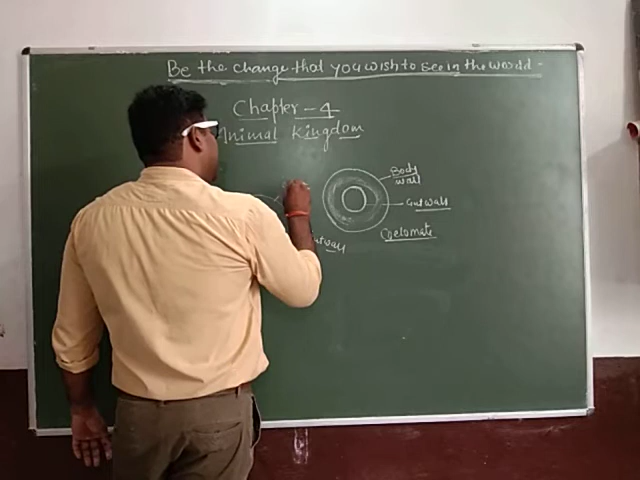 Be the change that you wish to see in the world.
Chapter-4
Animal Kingdom
Body
wall
Gut wall
Coelomate
wall